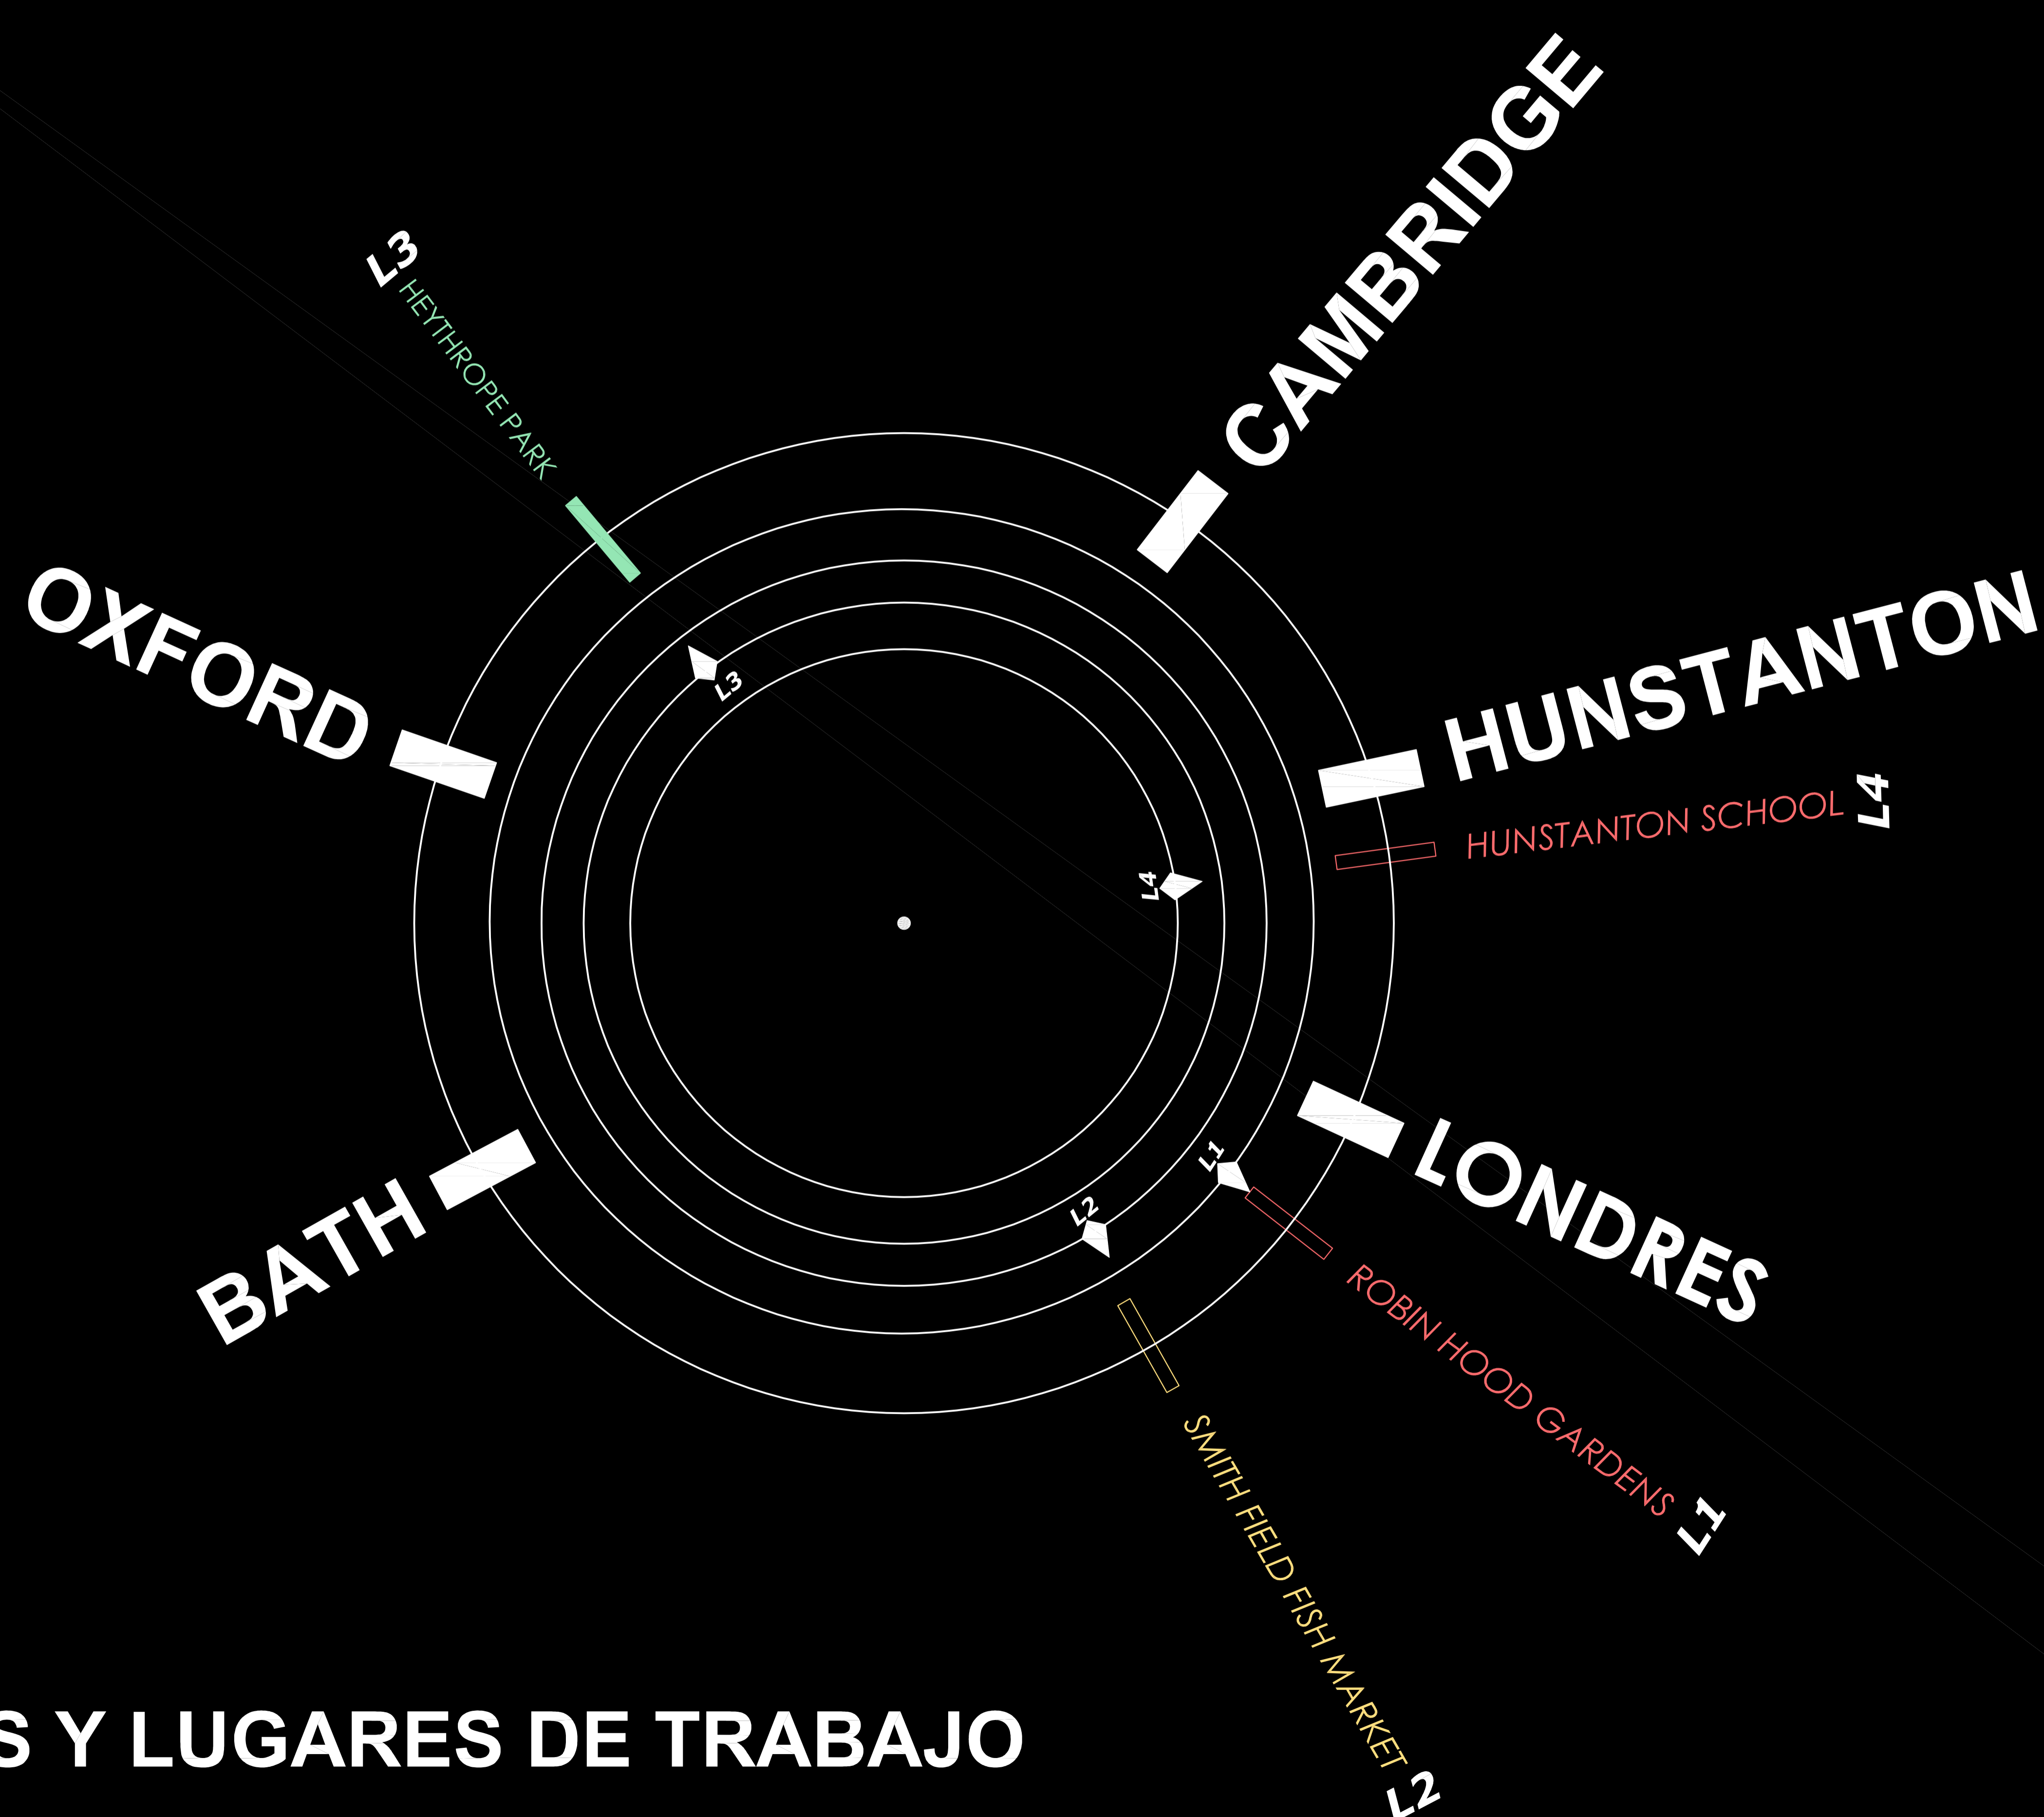 CAMBRIDGE
L3
HEYTHROPE PARK
OXFORD
HUNSTANTON
L3
L4
HUNSTANTON SCHOOL
L4
LONDRES
L1
L2
BATH
ROBIN HOOD GARDENS
L1
SMITH FIELD FISH MARKET
L2
S Y LUGARES DE TRABAJO